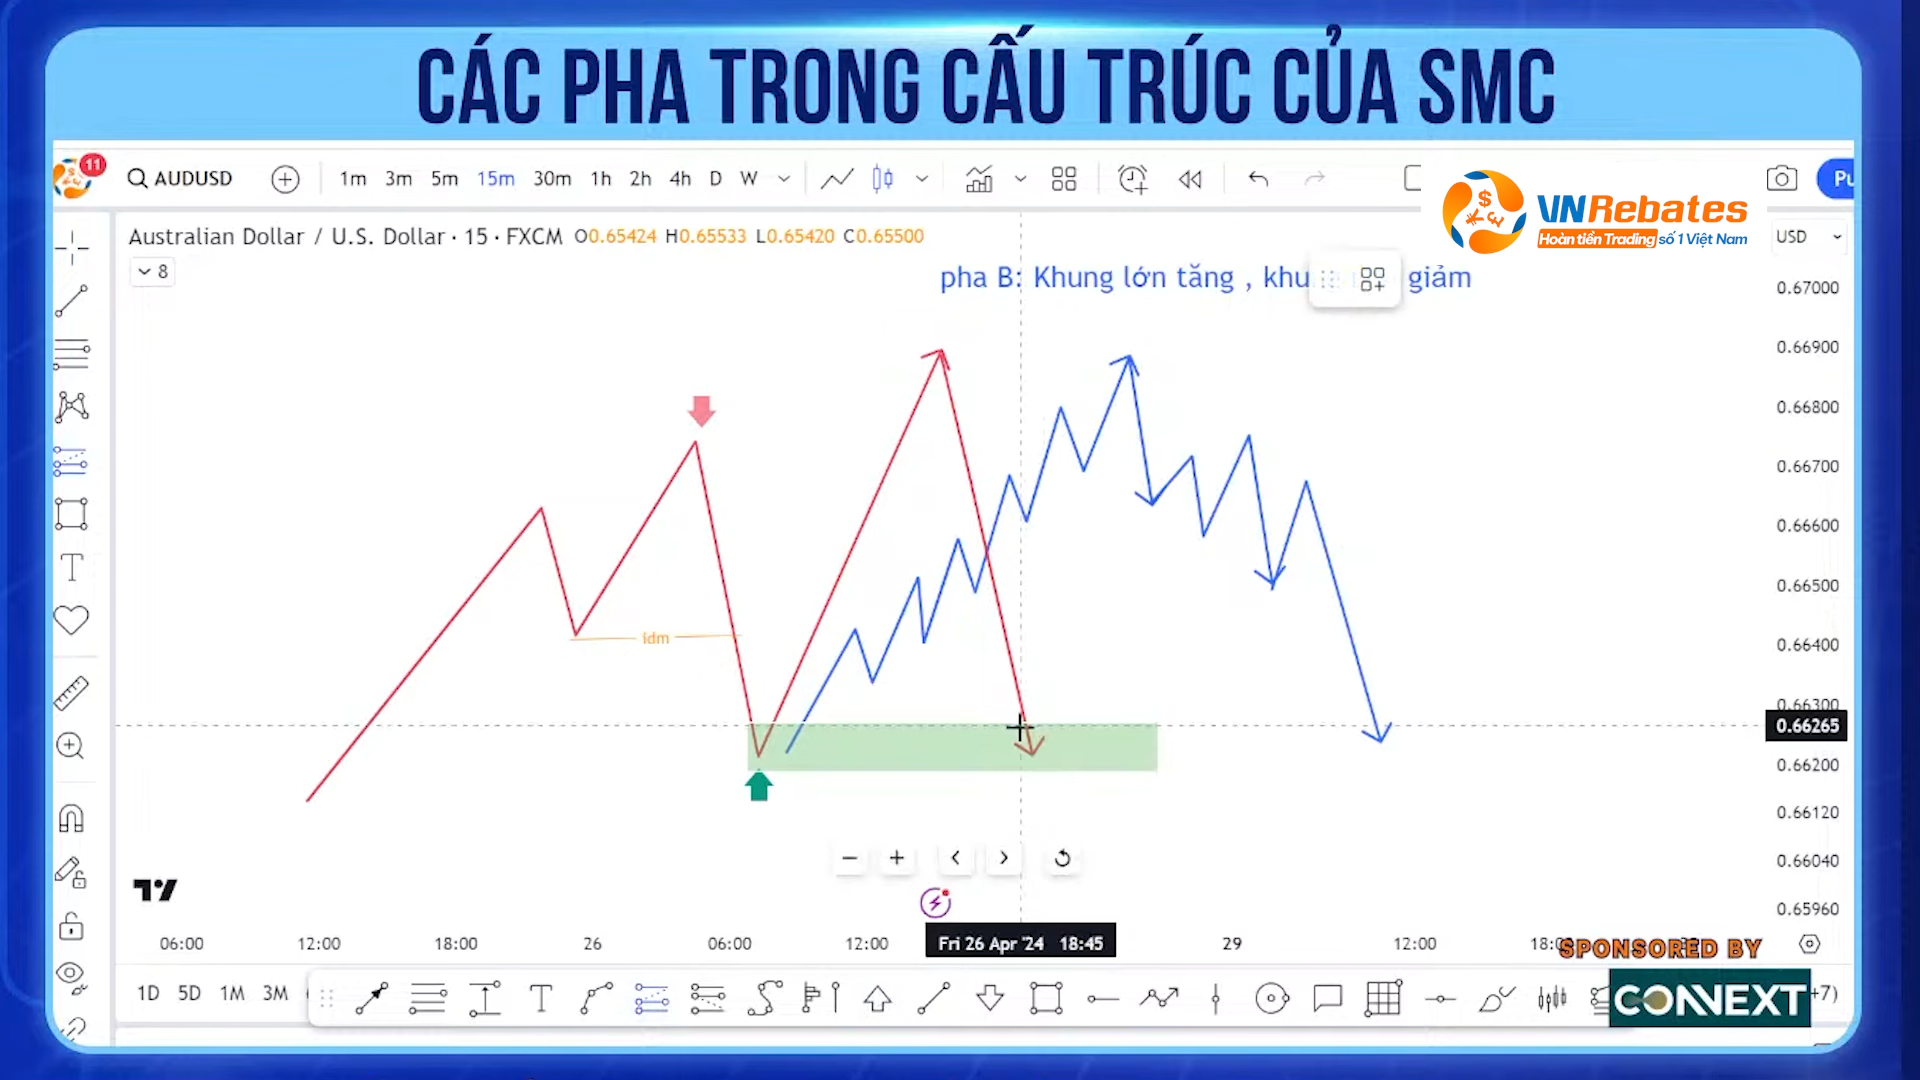 CÁC PHA TRONG CẤU TRÚC CỦA SMC
11
AUDUSD
1m 3m 5m 15m 30m 1h 2h 4h D W
Pu
VNRebates
Hoàn tiền Trading số 1 Việt Nam
Australian Dollar / U.S. Dollar · 15 · FXCM O0.65424 H0.65533 L0.65420 C0.65500
USD
8
pha B: Khung lớn tăng , giảm
0.67000
0.66900
0.66800
0.66700
0.66600
0.66500
0.66400
0.66300
0.66265
0.66200
0.66120
0.66040
0.65960
idm
06:00 12:00 18:00 26 06:00 12:00 Fri 26 Apr '24 18:45 29 12:00
SPONSORED BY
CONNEXT
1D 5D 1M 3M
+7)